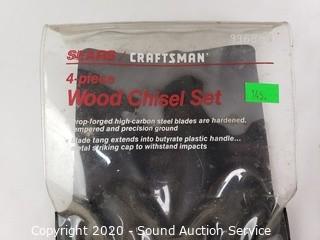 SEARS / CRAFTSMAN
4-piece
Wood Chisel Set
Drop-forged high-carbon steel blades are hardened,
tempered and precision ground
Blade tang extends into butyrate plastic handle...
metal striking cap to withstand impacts
Copyright 2020 - Sound Auction Service